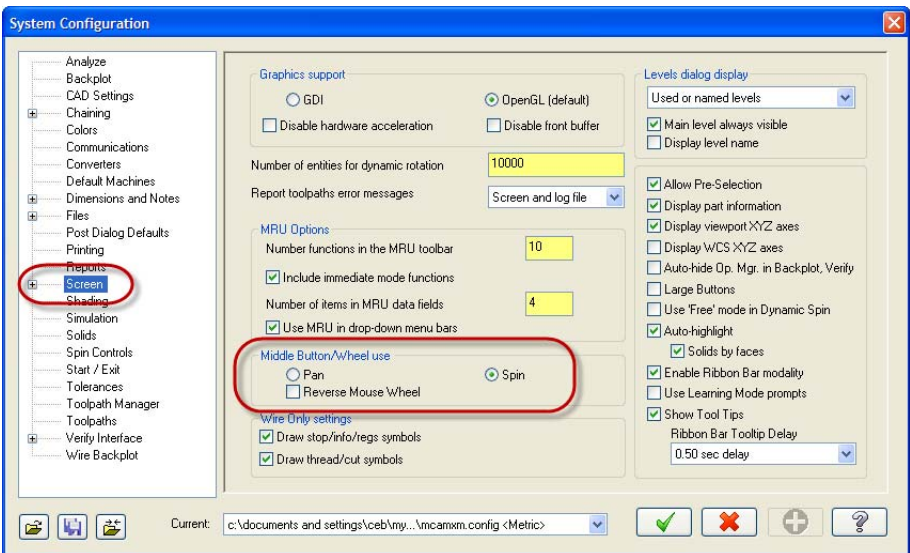 System Configuration
Analyze
Backplot
CAD Settings
Chaining
Colors
Communications
Converters
Default Machines
Dimensions and Notes
Files
Post Dialog Defaults
Printing
Reports
Screen
Shading
Simulation
Solids
Spin Controls
Start / Exit
Tolerances
Toolpath Manager
Toolpaths
Verify Interface
Wire Backplot
Graphics support
GDI
OpenGL (default)
Disable hardware acceleration
Disable front buffer
Number of entities for dynamic rotation
10000
Report toolpaths error messages
Screen and log file
MRU Options
Number functions in the MRU toolbar
10
Include immediate mode functions
Number of items in MRU data fields
4
Use MRU in drop-down menu bars
Middle Button/Wheel use
Pan
Spin
Reverse Mouse Wheel
Wire Only settings
Draw stop/info/regs symbols
Draw thread/cut symbols
Levels dialog display
Used or named levels
Main level always visible
Display level name
Allow Pre-Selection
Display part information
Display viewport XYZ axes
Display WCS XYZ axes
Auto-hide Op. Mgr. in Backplot, Verify
Large Buttons
Use 'Free' mode in Dynamic Spin
Auto-highlight
Solids by faces
Enable Ribbon Bar modality
Use Learning Mode prompts
Show Tool Tips
Ribbon Bar Tooltip Delay
0.50 sec delay
Current:
c:\documents and settings\ceb\my...\mcamxm.config <Metric>